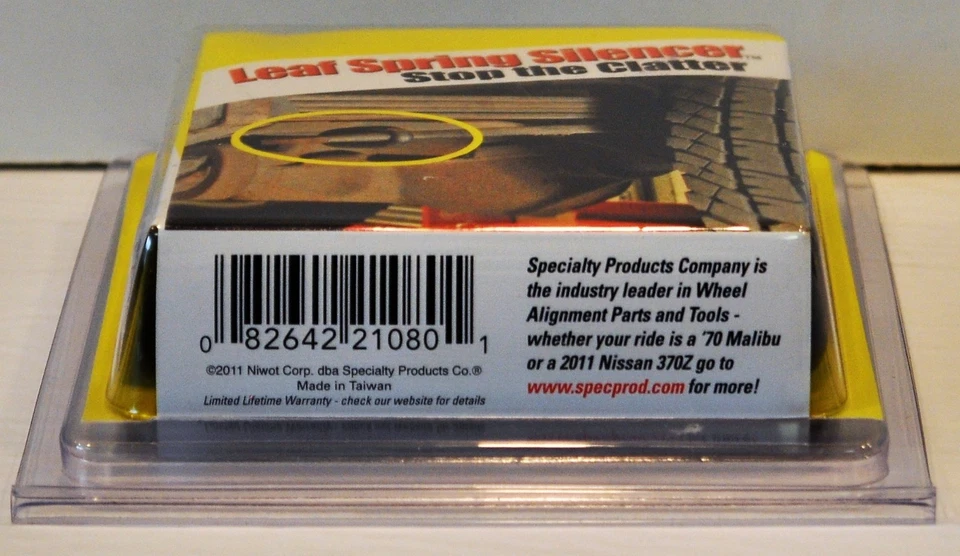 Leaf Spring Silencer™
Stop the Clatter
0 82642 21080 1
©2011 Niwot Corp. dba Specialty Products Co.®
Made in Taiwan
Limited Lifetime Warranty - check our website for details
Specialty Products Company is
the industry leader in Wheel
Alignment Parts and Tools -
whether your ride is a '70 Malibu
or a 2011 Nissan 370Z go to
www.specprod.com for more!